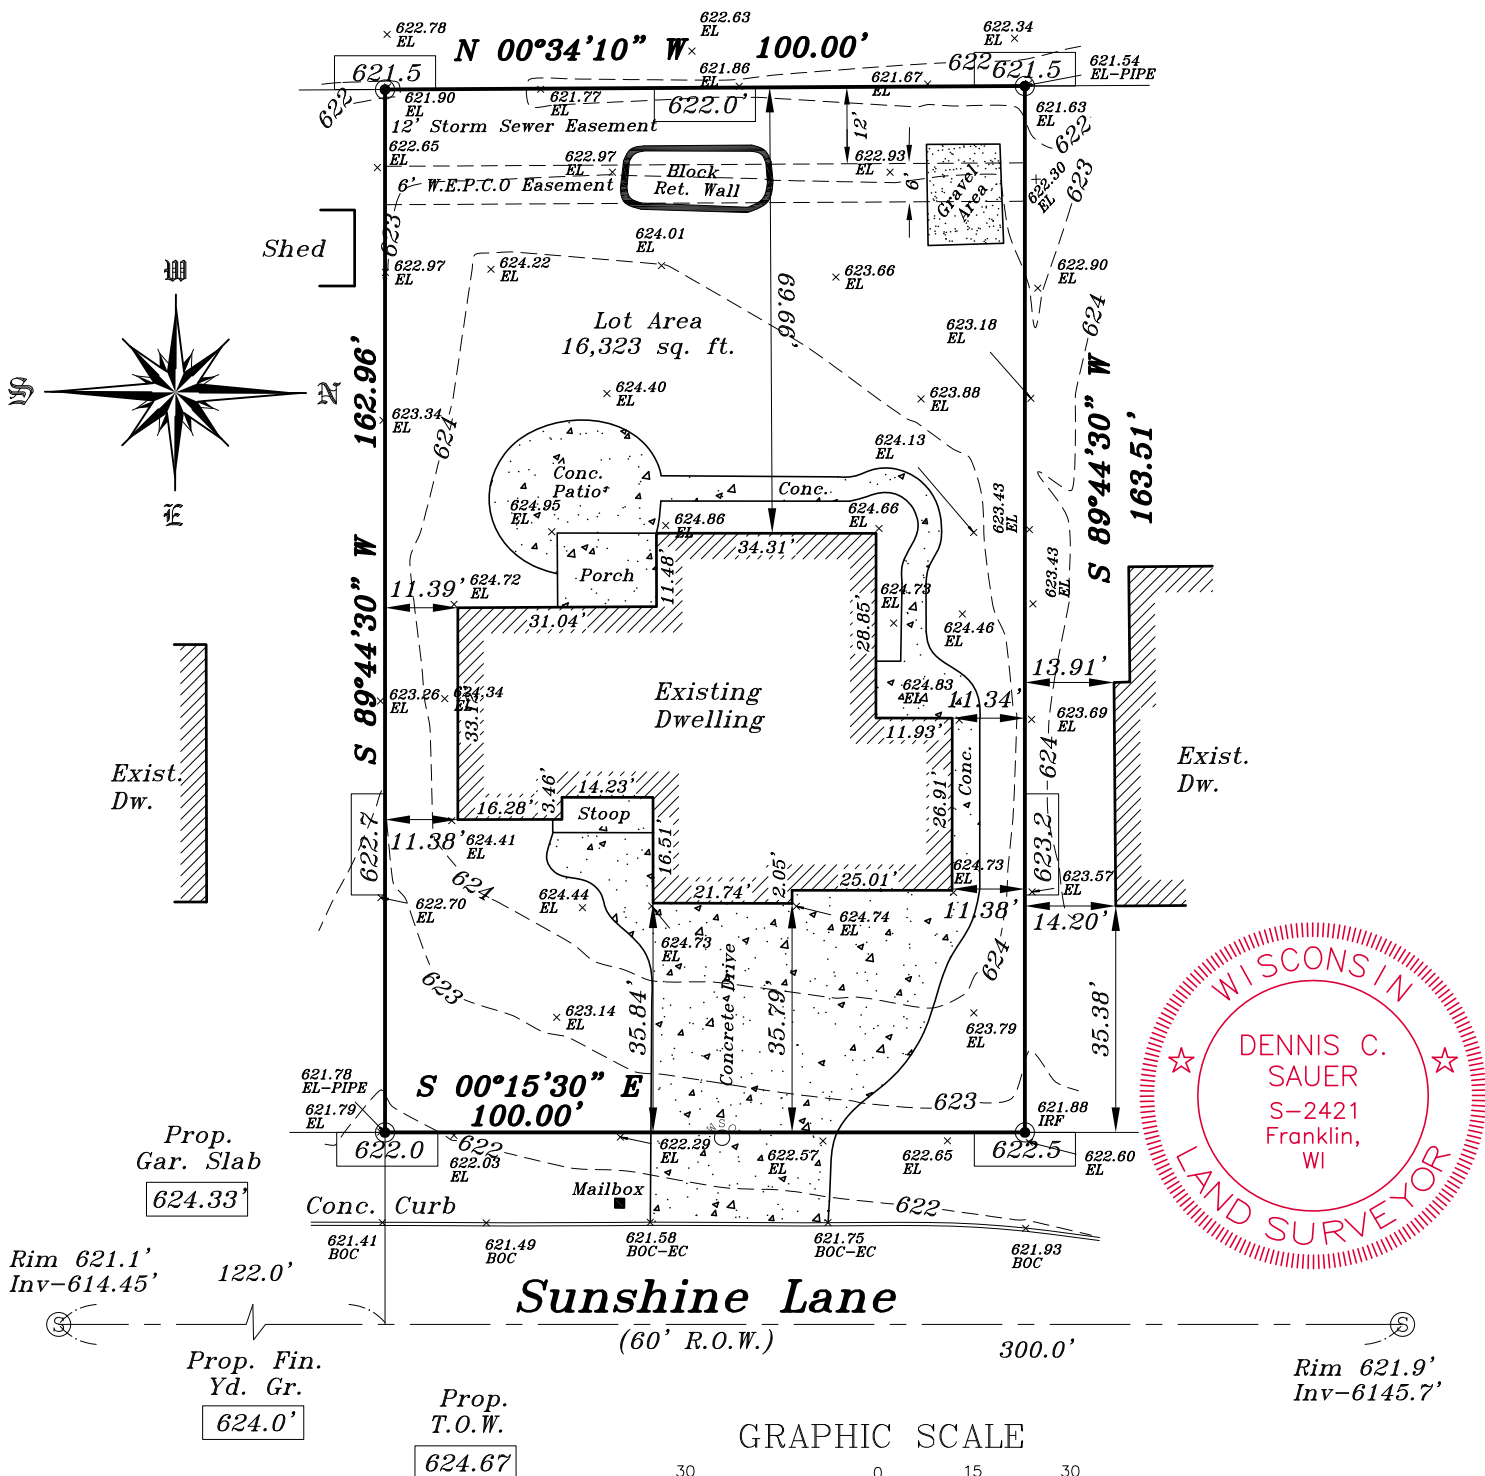 622.78
EL
622.63
EL
622.34
EL
N 00°34'10" W 100.00'
622
621.5
621.5
621.54
EL-PIPE
621.86
EL
621.67
EL
622
621.90
EL
621.77
EL
622.0'
621.63
EL
622
12' Storm Sewer Easement
12'
622.65
EL
622.97
EL
Block
Ret. Wall
622.93
EL
6'
Gravel
Area
622.30
EL
623
6' W.E.P.C.O Easement
623
Shed
624.01
EL
622.97
EL
624.22
EL
623.66
EL
622.90
EL
69.66'
W
S
N
E
Lot Area
16,323 sq. ft.
623.18
EL
624
162.96'
S 89°44'30" W
S 89°44'30" W
163.51'
624.40
EL
623.88
EL
623.34
EL
624
624.13
EL
Conc.
Patio
Conc.
624.95
EL
624.86
EL
624.66
EL
623.43
EL
34.31'
11.48'
Porch
11.39'
624.72
EL
31.04'
28.85'
624.73
EL
624.46
EL
623.43
EL
Existing
Dwelling
623.26
EL
624.34
EL
33.12'
624.83
EL
11.34'
13.91'
11.93'
623.69
EL
624
Exist.
Dw.
Exist.
Dw.
14.23'
3.46'
16.28'
Stoop
Conc.
26.91'
622.7
623.2
11.38'
624.41
EL
16.51'
2.05'
21.74'
25.01'
624.73
EL
623.57
EL
624
624.44
EL
624.74
EL
11.38'
14.20'
622.70
EL
624.73
EL
624
623
Concrete Drive
35.84'
35.79'
35.38'
623.14
EL
623.79
EL
WISCONSIN
DENNIS C.
SAUER
S-2421
Franklin,
WI
LAND SURVEYOR
621.78
EL-PIPE
621.79
EL
S 00°15'30" E
100.00'
623
621.88
IRF
622.0
622
622.03
EL
622.29
EL
622.57
EL
622.65
EL
622.5
622.60
EL
Prop.
Gar. Slab
624.33'
Mailbox
Conc. Curb
622
621.41
BOC
621.49
BOC
621.58
BOC-EC
621.75
BOC-EC
621.93
BOC
Rim 621.1'
Inv-614.45'
122.0'
Sunshine Lane
(60' R.O.W.)
S
S
300.0'
Rim 621.9'
Inv-6145.7'
Prop. Fin.
Yd. Gr.
624.0'
Prop.
T.O.W.
624.67
GRAPHIC SCALE
30 0 15 30